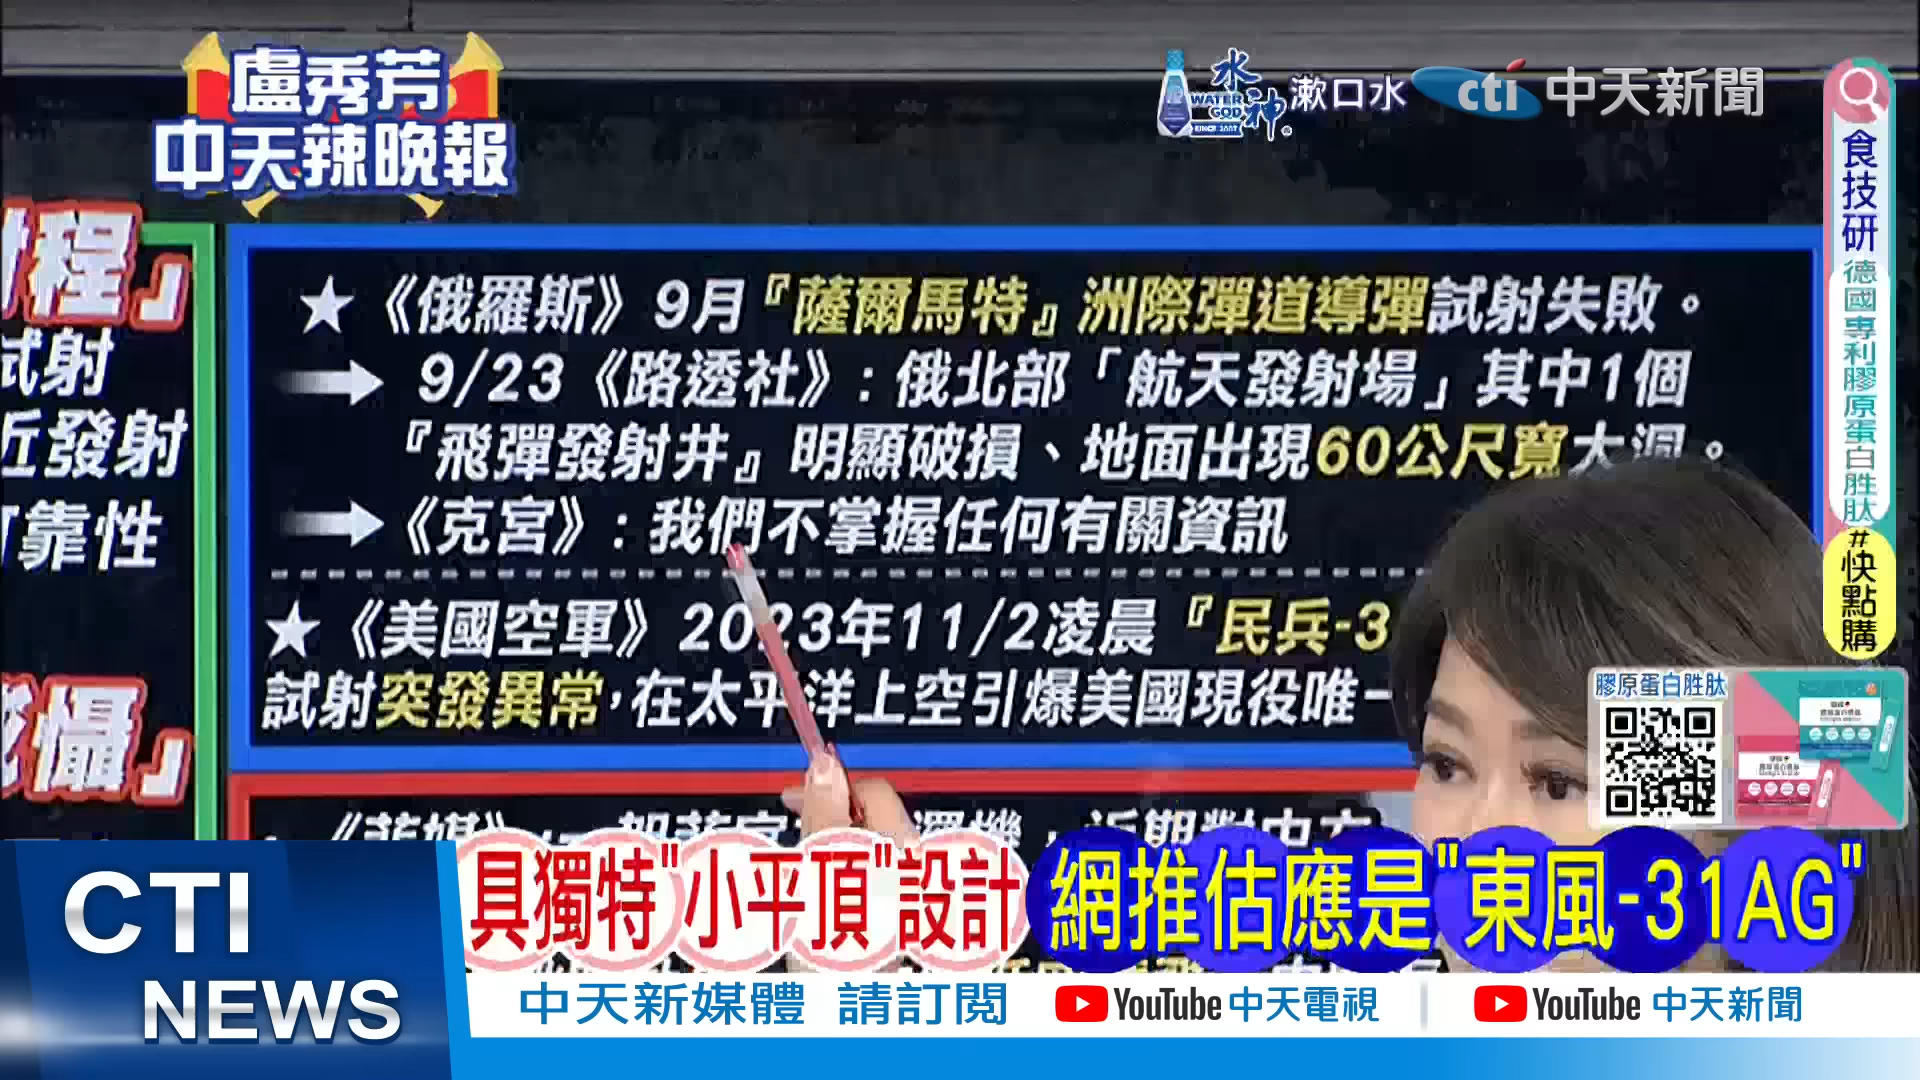 盧秀芳
中天辣晚報
水神
WATER GOD
SINCE 2007
漱口水
cti 中天新聞
食技研
德國專利膠原蛋白胜肽
#快點購
程」
試射
近發射
靠性
懾」
★《俄羅斯》9月『薩爾馬特』洲際彈道導彈試射失敗。
9/23《路透社》:俄北部「航天發射場」其中1個
『飛彈發射井』明顯破損、地面出現60公尺寬大洞。
《克宮》:我們不掌握任何有關資訊
★《美國空軍》2023年11/2凌晨『民兵-3
試射突發異常,在太平洋上空引爆美國現役唯一
膠原蛋白胜肽
具獨特"小平頂"設計 網推估應是"東風-31AG"
CTI
NEWS
中天新媒體 請訂閱 YouTube 中天電視 YouTube 中天新聞